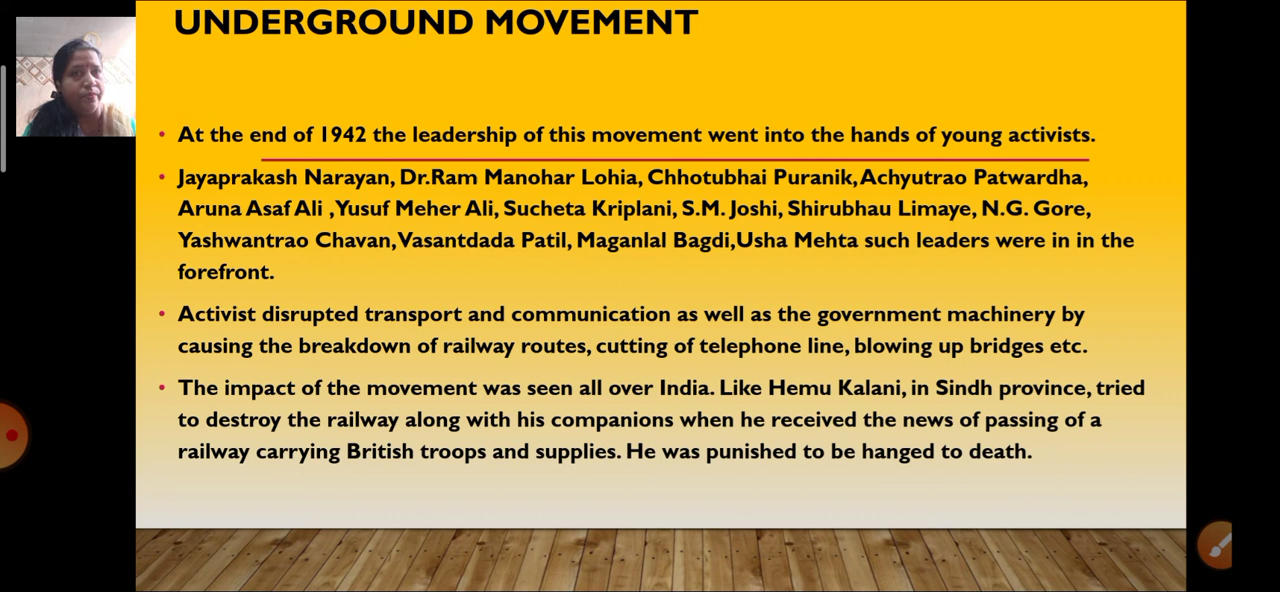 UNDERGROUND MOVEMENT
• At the end of 1942 the leadership of this movement went into the hands of young activists.
• Jayaprakash Narayan, Dr.Ram Manohar Lohia, Chhotubhai Puranik, Achyutrao Patwardha,
Aruna Asaf Ali ,Yusuf Meher Ali, Sucheta Kriplani, S.M. Joshi, Shirubhau Limaye, N.G. Gore,
Yashwantrao Chavan, Vasantdada Patil, Maganlal Bagdi,Usha Mehta such leaders were in in the
forefront.
• Activist disrupted transport and communication as well as the government machinery by
causing the breakdown of railway routes, cutting of telephone line, blowing up bridges etc.
• The impact of the movement was seen all over India. Like Hemu Kalani, in Sindh province, tried
to destroy the railway along with his companions when he received the news of passing of a
railway carrying British troops and supplies. He was punished to be hanged to death.